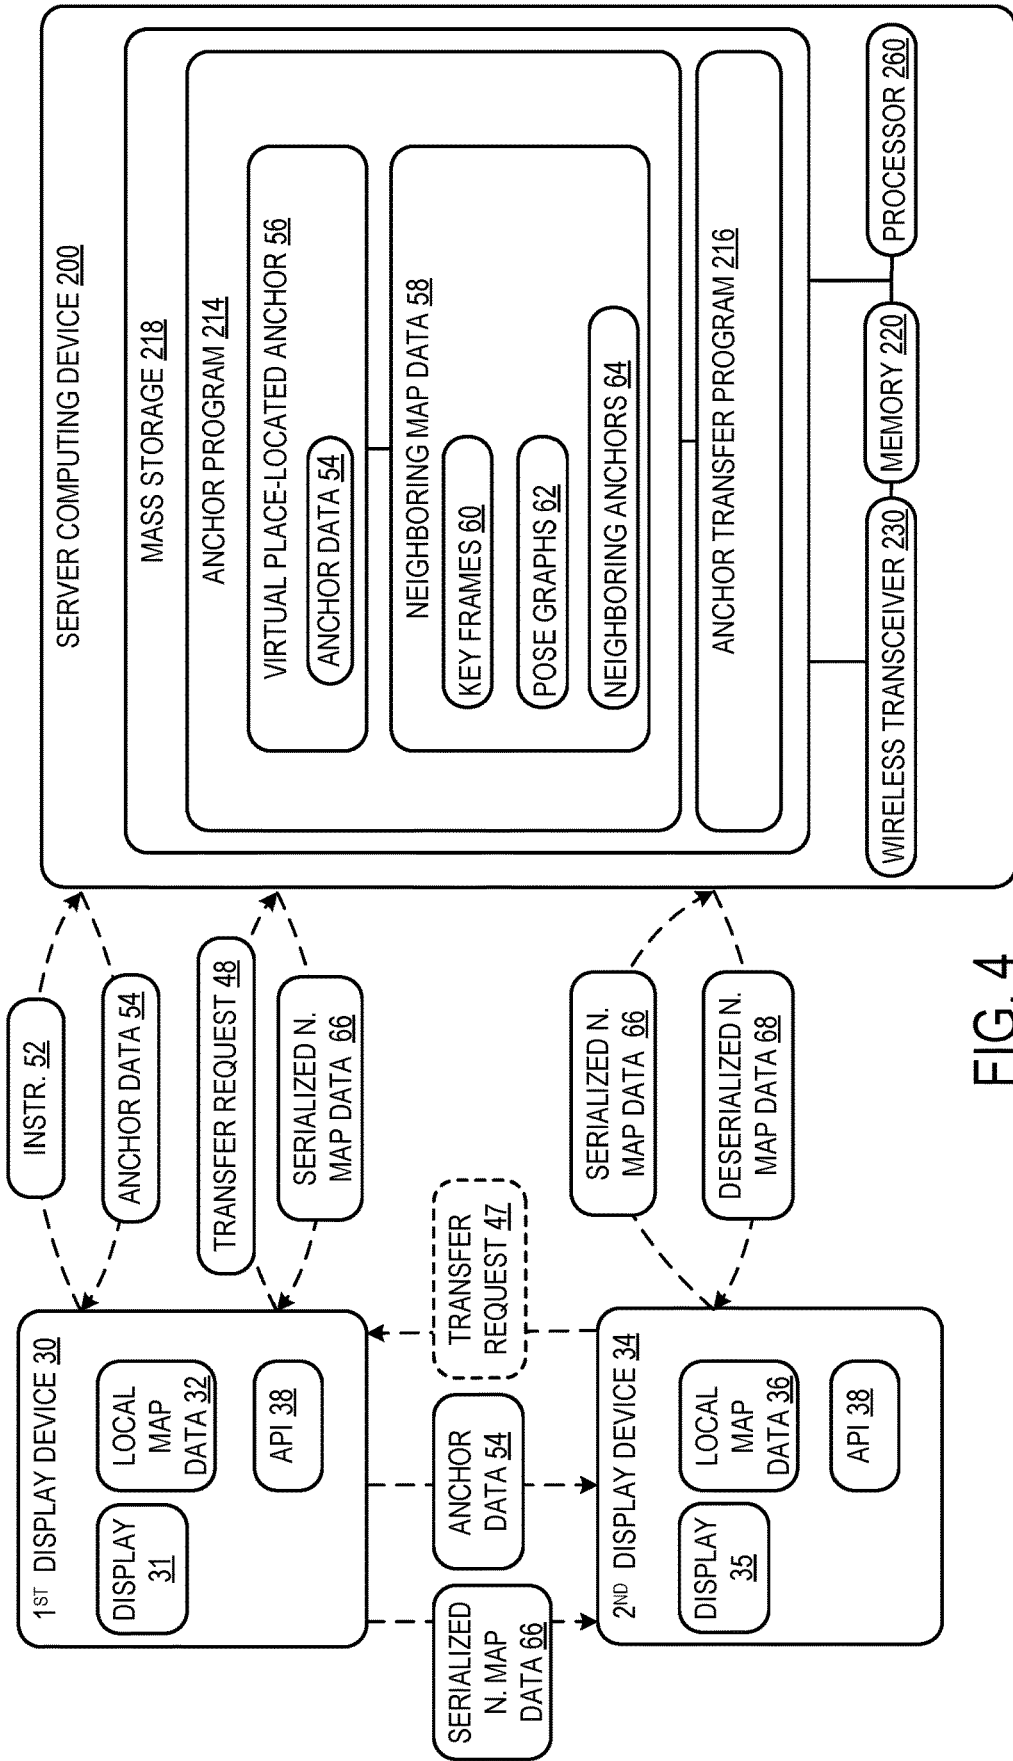 SERVER COMPUTING DEVICE 200
MASS STORAGE 218
ANCHOR PROGRAM 214
VIRTUAL PLACE-LOCATED ANCHOR 56
ANCHOR DATA 54
NEIGHBORING MAP DATA 58
KEY FRAMES 60
POSE GRAPHS 62
NEIGHBORING ANCHORS 64
ANCHOR TRANSFER PROGRAM 216
WIRELESS TRANSCEIVER 230
MEMORY 220
PROCESSOR 260
INSTR. 52
ANCHOR DATA 54
TRANSFER REQUEST 48
SERIALIZED N.
MAP DATA 66
SERIALIZED N.
MAP DATA 66
DESERIALIZED N.
MAP DATA 68
1ST DISPLAY DEVICE 30
DISPLAY
31
LOCAL
MAP
DATA 32
API 38
SERIALIZED
N. MAP
DATA 66
ANCHOR
DATA 54
TRANSFER
REQUEST 47
2ND DISPLAY DEVICE 34
DISPLAY
35
LOCAL
MAP
DATA 36
API 38
FIG. 4